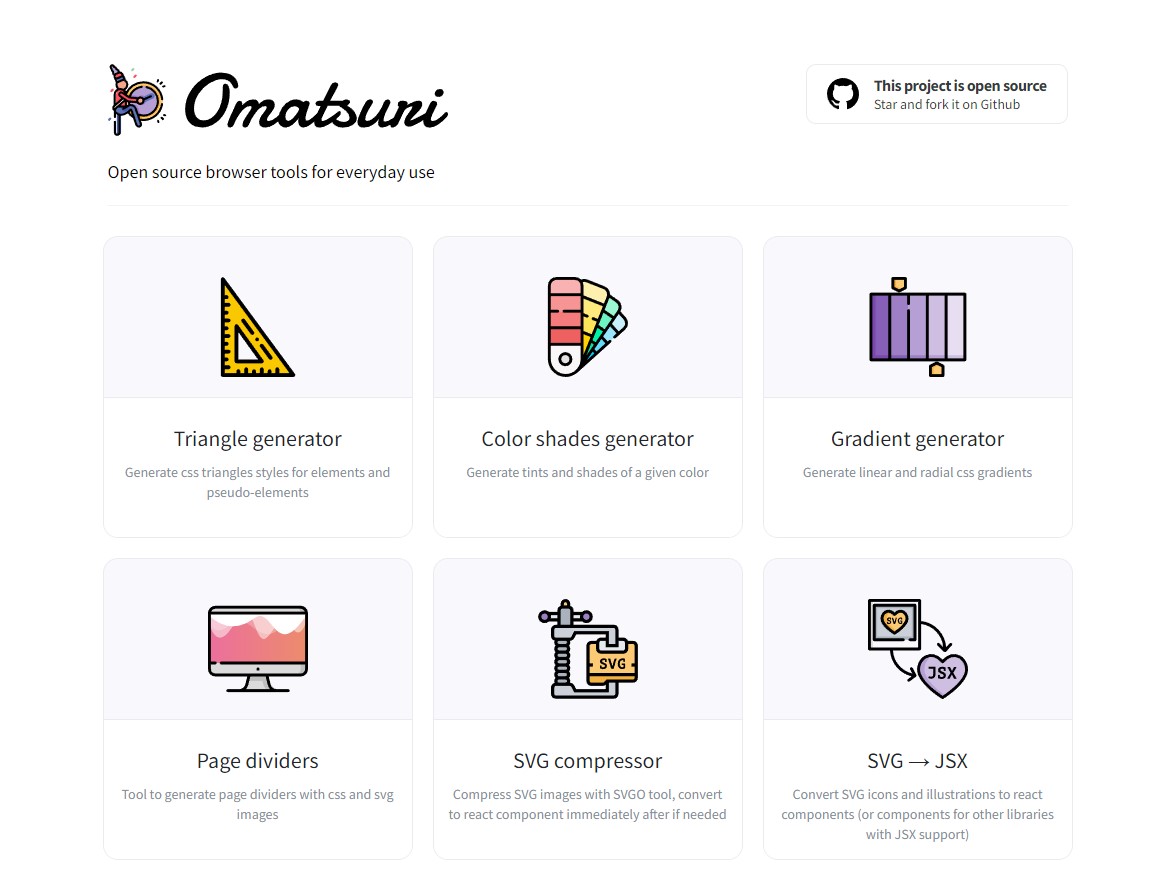 Omatsuri
This project is open source
Star and fork it on Github
Open source browser tools for everyday use
Triangle generator
Generate css triangles styles for elements and
pseudo-elements
Color shades generator
Generate tints and shades of a given color
Gradient generator
Generate linear and radial css gradients
SVG
SVG
JSX
Page dividers
Tool to generate page dividers with css and svg
images
SVG compressor
Compress SVG images with SVGO tool, convert
to react component immediately after if needed
SVG → JSX
Convert SVG icons and illustrations to react
components (or components for other libraries
with JSX support)